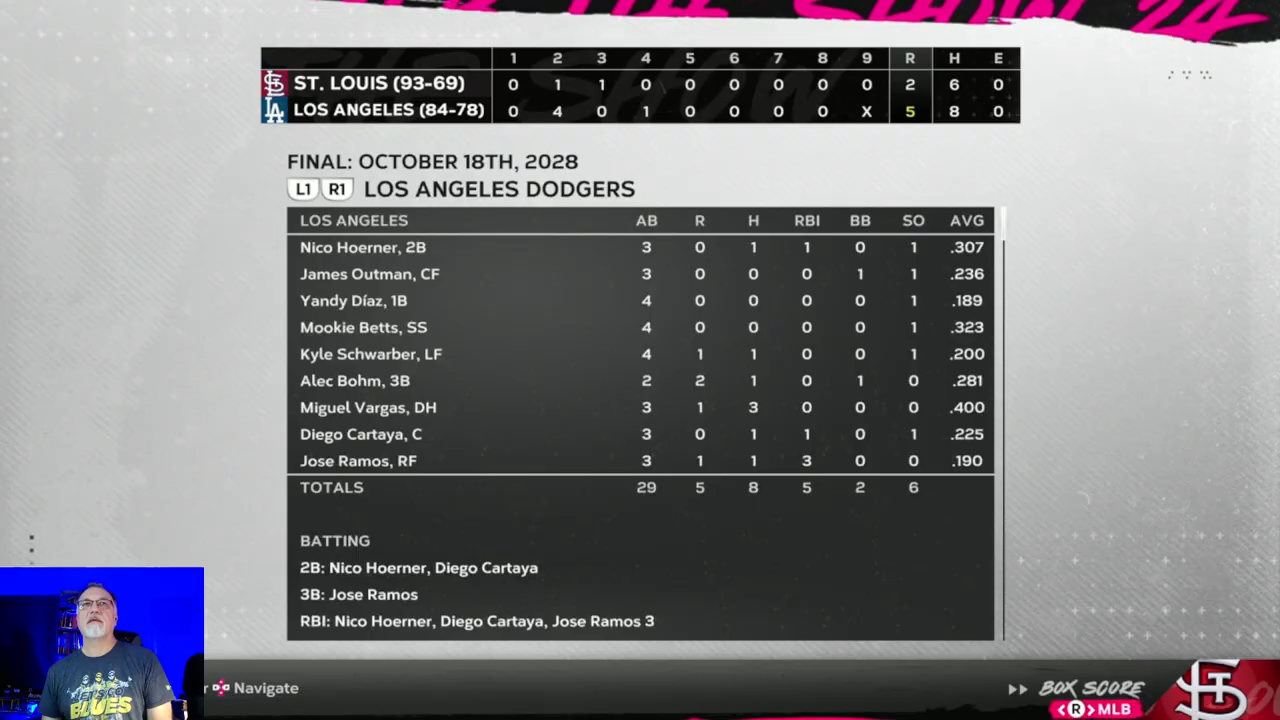 THE SHOW 24
1 2 3 4 5 6 7 8 9 R H E
ST. LOUIS (93-69) 0 1 1 0 0 0 0 0 0 2 6 0
LA LOS ANGELES (84-78) 0 4 0 1 0 0 0 0 X 5 8 0
FINAL: OCTOBER 18TH, 2028
L1 R1 LOS ANGELES DODGERS
LOS ANGELES AB R H RBI BB SO AVG
Nico Hoerner, 2B 3 0 1 1 0 1 .307
James Outman, CF 3 0 0 0 1 1 .236
Yandy Díaz, 1B 4 0 0 0 0 1 .189
Mookie Betts, SS 4 0 0 0 0 1 .323
Kyle Schwarber, LF 4 1 1 0 0 1 .200
Alec Bohm, 3B 2 2 1 0 1 0 .281
Miguel Vargas, DH 3 1 3 0 0 0 .400
Diego Cartaya, C 3 0 1 1 0 1 .225
Jose Ramos, RF 3 1 1 3 0 0 .190
TOTALS 29 5 8 5 2 6
BATTING
2B: Nico Hoerner, Diego Cartaya
3B: Jose Ramos
RBI: Nico Hoerner, Diego Cartaya, Jose Ramos 3
LET'S GO
BLUES
Navigate
BOX SCORE
R MLB